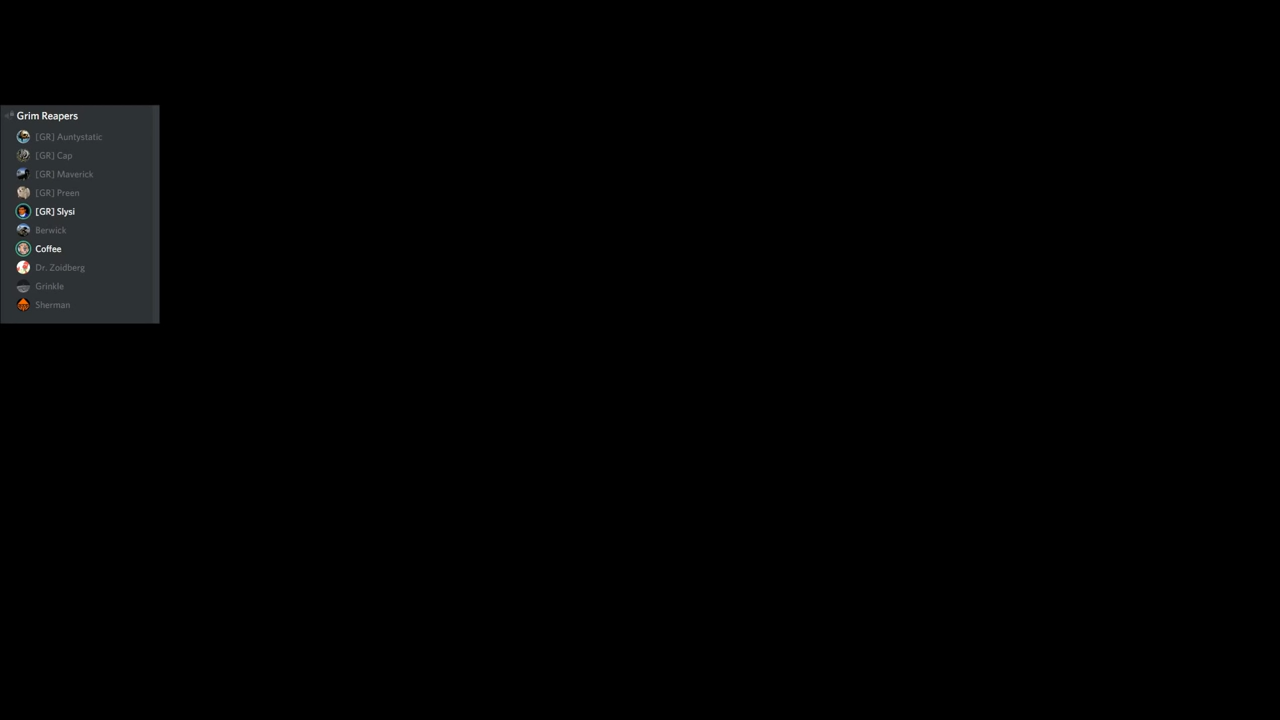 Grim Reapers
[GR] Auntystatic
[GR] Cap
[GR] Maverick
[GR] Preen
[GR] Slysi
Berwick
Coffee
Dr. Zoidberg
Grinkle
Sherman